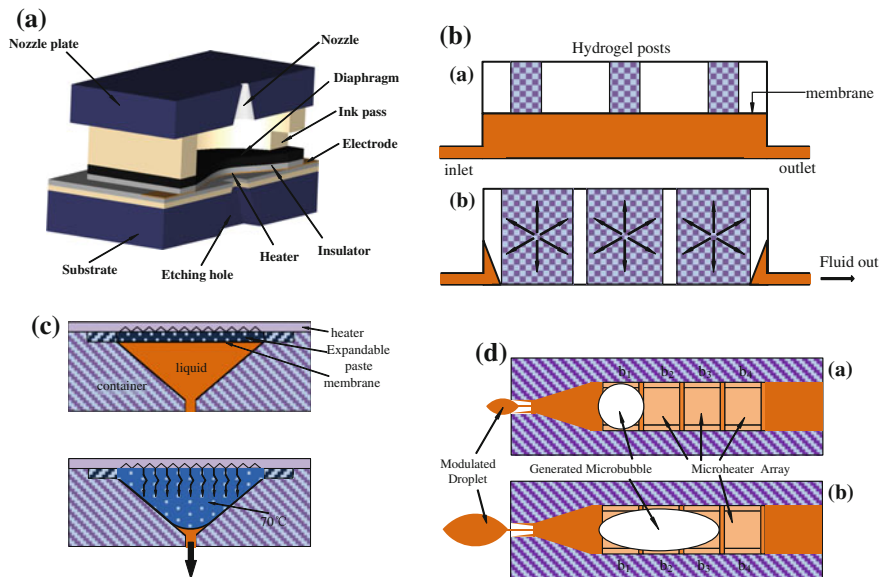 (a)
Nozzle plate
Nozzle
Diaphragm
Ink pass
Electrode
Insulator
Heater
Etching hole
Substrate
(b)
Hydrogel posts
(a)
membrane
inlet
outlet
(b)
Fluid out
(c)
heater
Expandable
paste
membrane
liquid
container
70℃
(d)
b₁ b₂ b₃ b₄
(a)
Modulated
Droplet
Generated Microbubble
Microheater Array
(b)
b₁ b₂ b₃ b₄